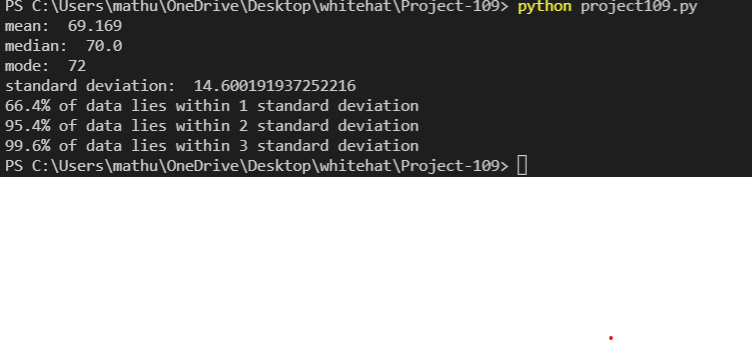 PS C:\Users\mathu\OneDrive\Desktop\whitehat\Project-109> python project109.py
mean:  69.169
median:  70.0
mode:  72
standard deviation:  14.600191937252216
66.4% of data lies within 1 standard deviation
95.4% of data lies within 2 standard deviation
99.6% of data lies within 3 standard deviation
PS C:\Users\mathu\OneDrive\Desktop\whitehat\Project-109>